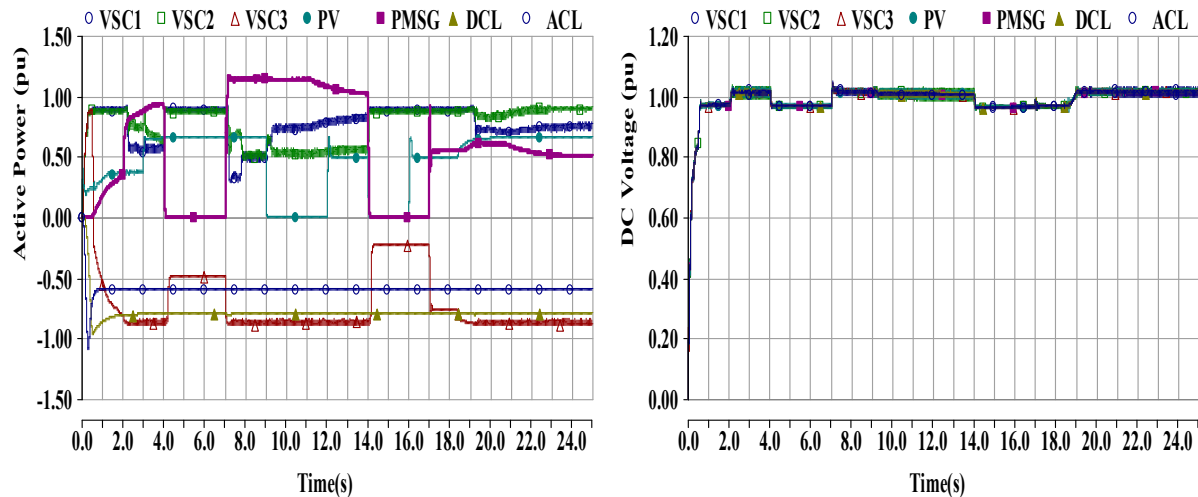 VSC1 VSC2 VSC3 PV PMSG DCL ACL
Active Power (pu)
1.50
1.00
0.50
0.00
-0.50
-1.00
-1.50
0.0 2.0 4.0 6.0 8.0 10.0 12.0 14.0 16.0 18.0 20.0 22.0 24.0
Time(s)
VSC1 VSC2 VSC3 PV PMSG DCL ACL
DC Voltage (pu)
1.20
1.00
0.80
0.60
0.40
0.20
0.00
0.0 2.0 4.0 6.0 8.0 10.0 12.0 14.0 16.0 18.0 20.0 22.0 24.0
Time(s)